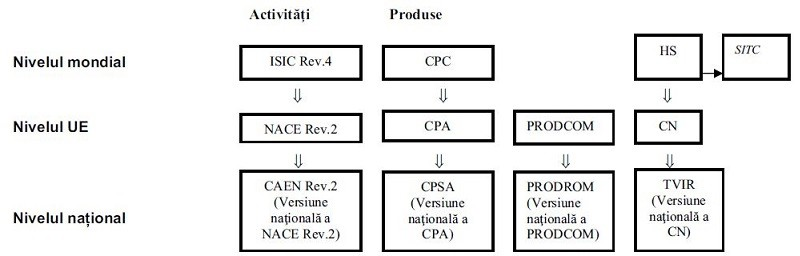 Activități Produse
Nivelul mondial ISIC Rev.4 CPC HS SITC
Nivelul UE NACE Rev.2 CPA PRODCOM CN
Nivelul național
CAEN Rev.2
(Versiune
națională a
NACE Rev.2)
CPSA
(Versiune
națională a
CPA)
PRODROM
(Versiune
națională a
PRODCOM)
TVIR
(Versiune
națională a
CN)